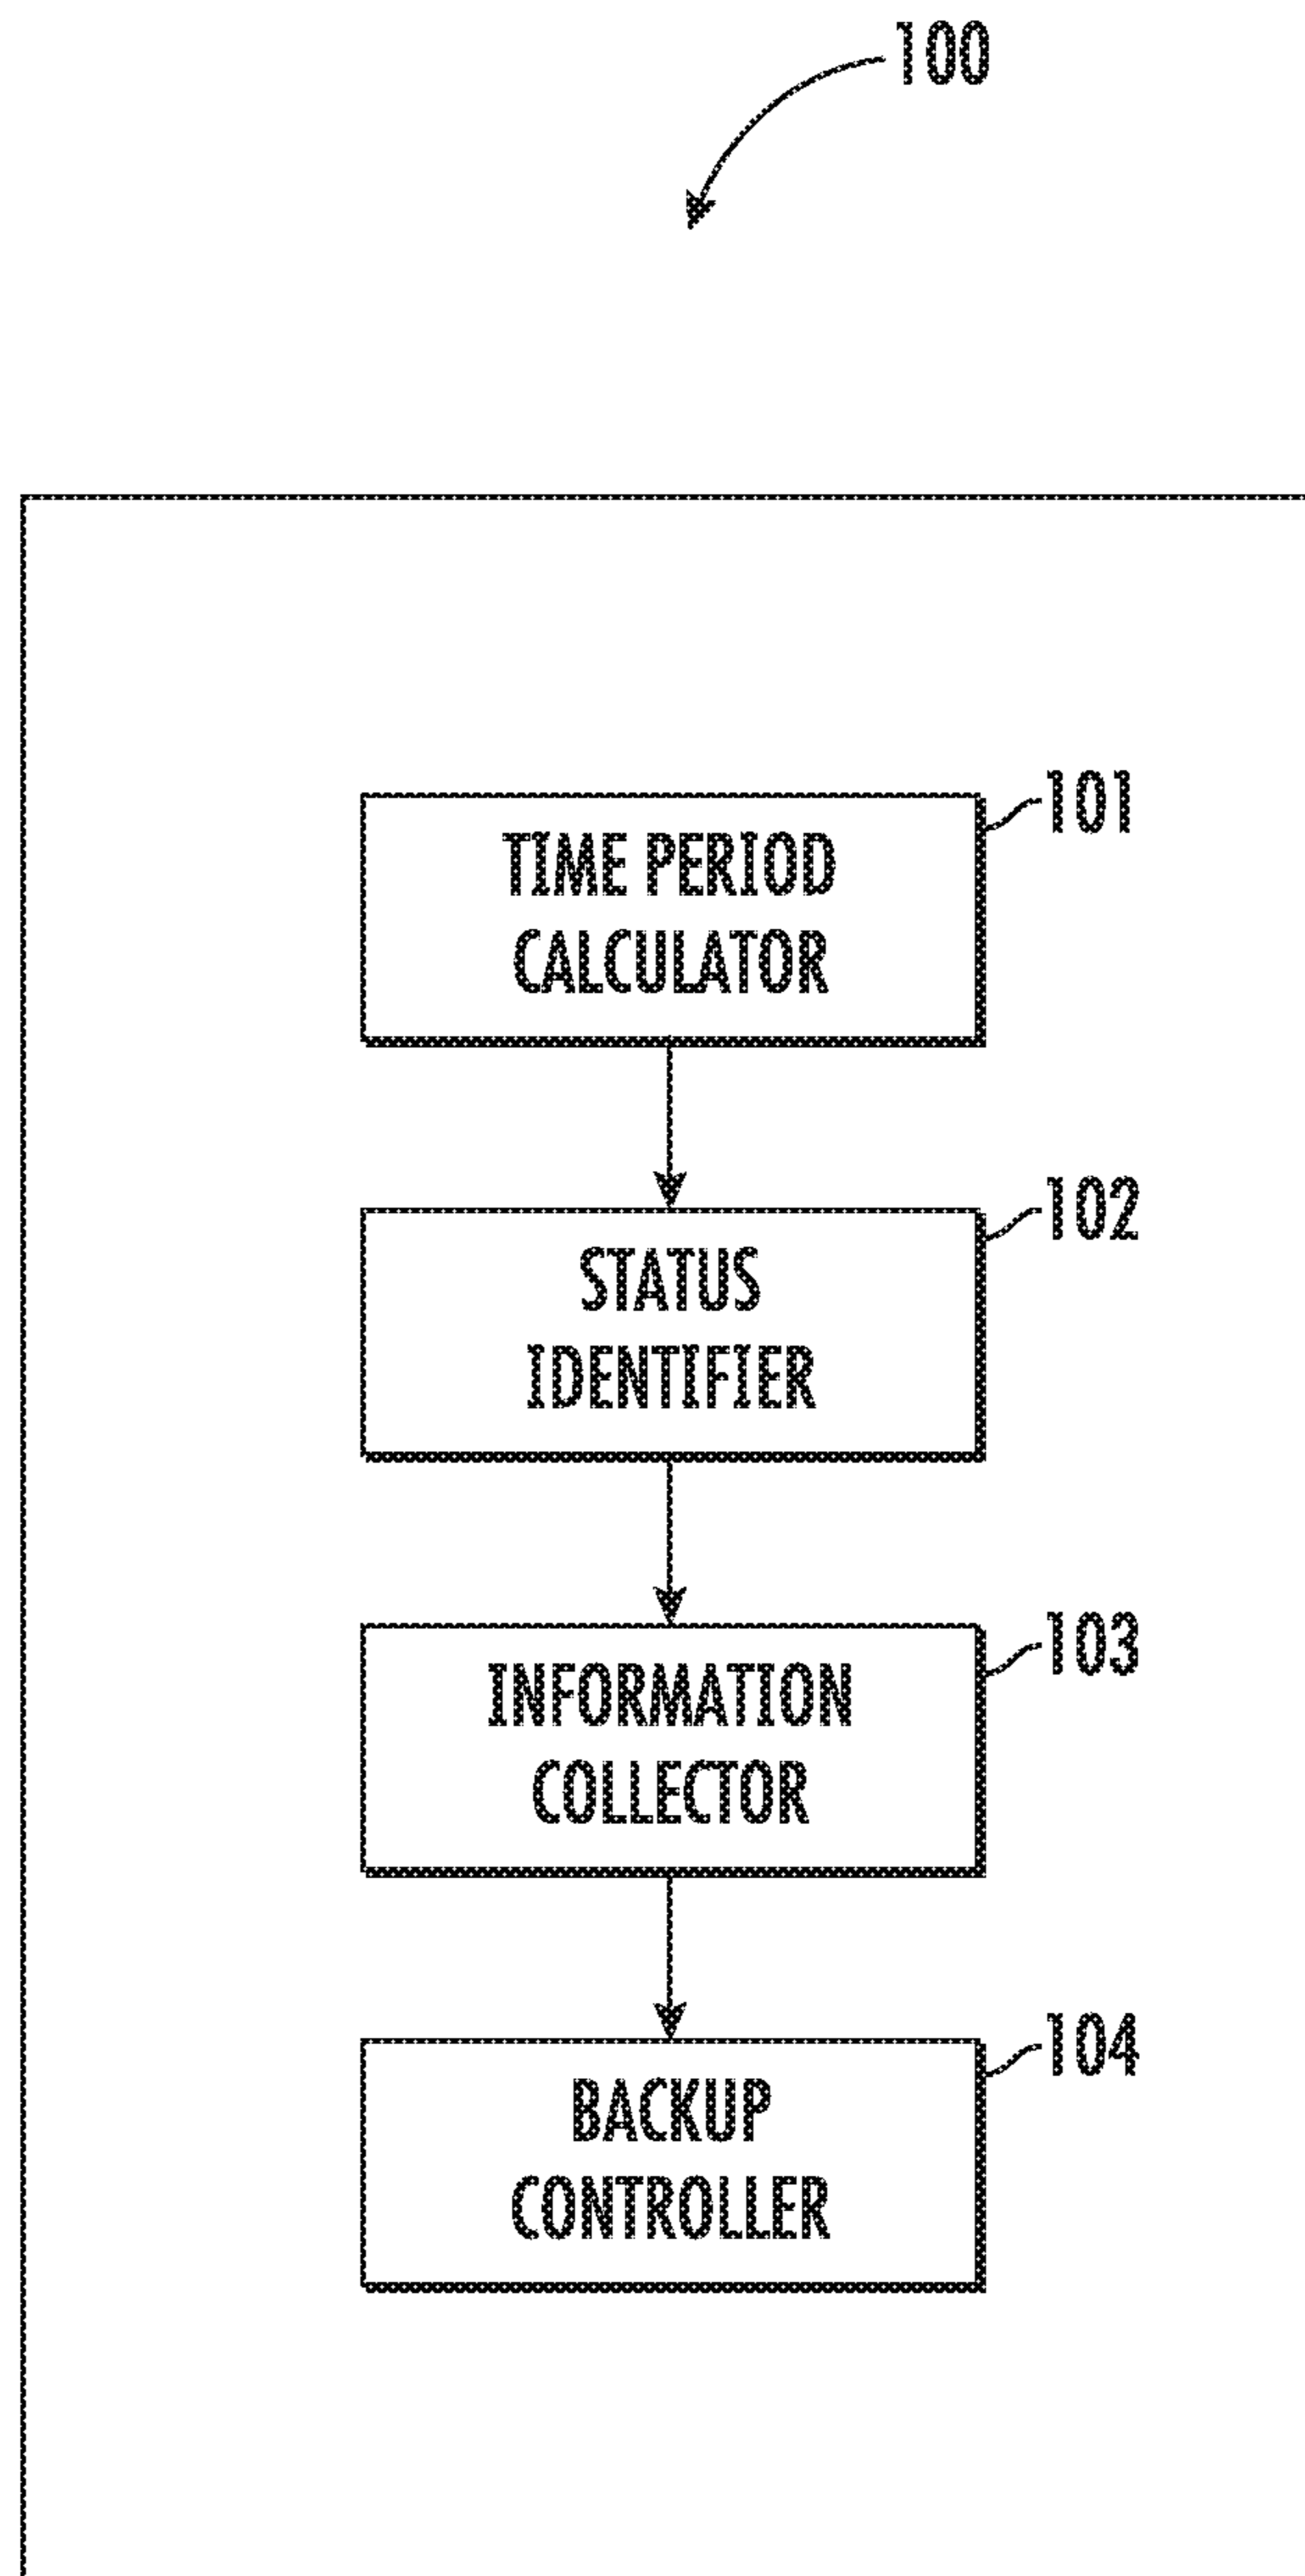 100
TIME PERIOD
CALCULATOR
101
STATUS
IDENTIFIER
102
INFORMATION
COLLECTOR
103
BACKUP
CONTROLLER
104